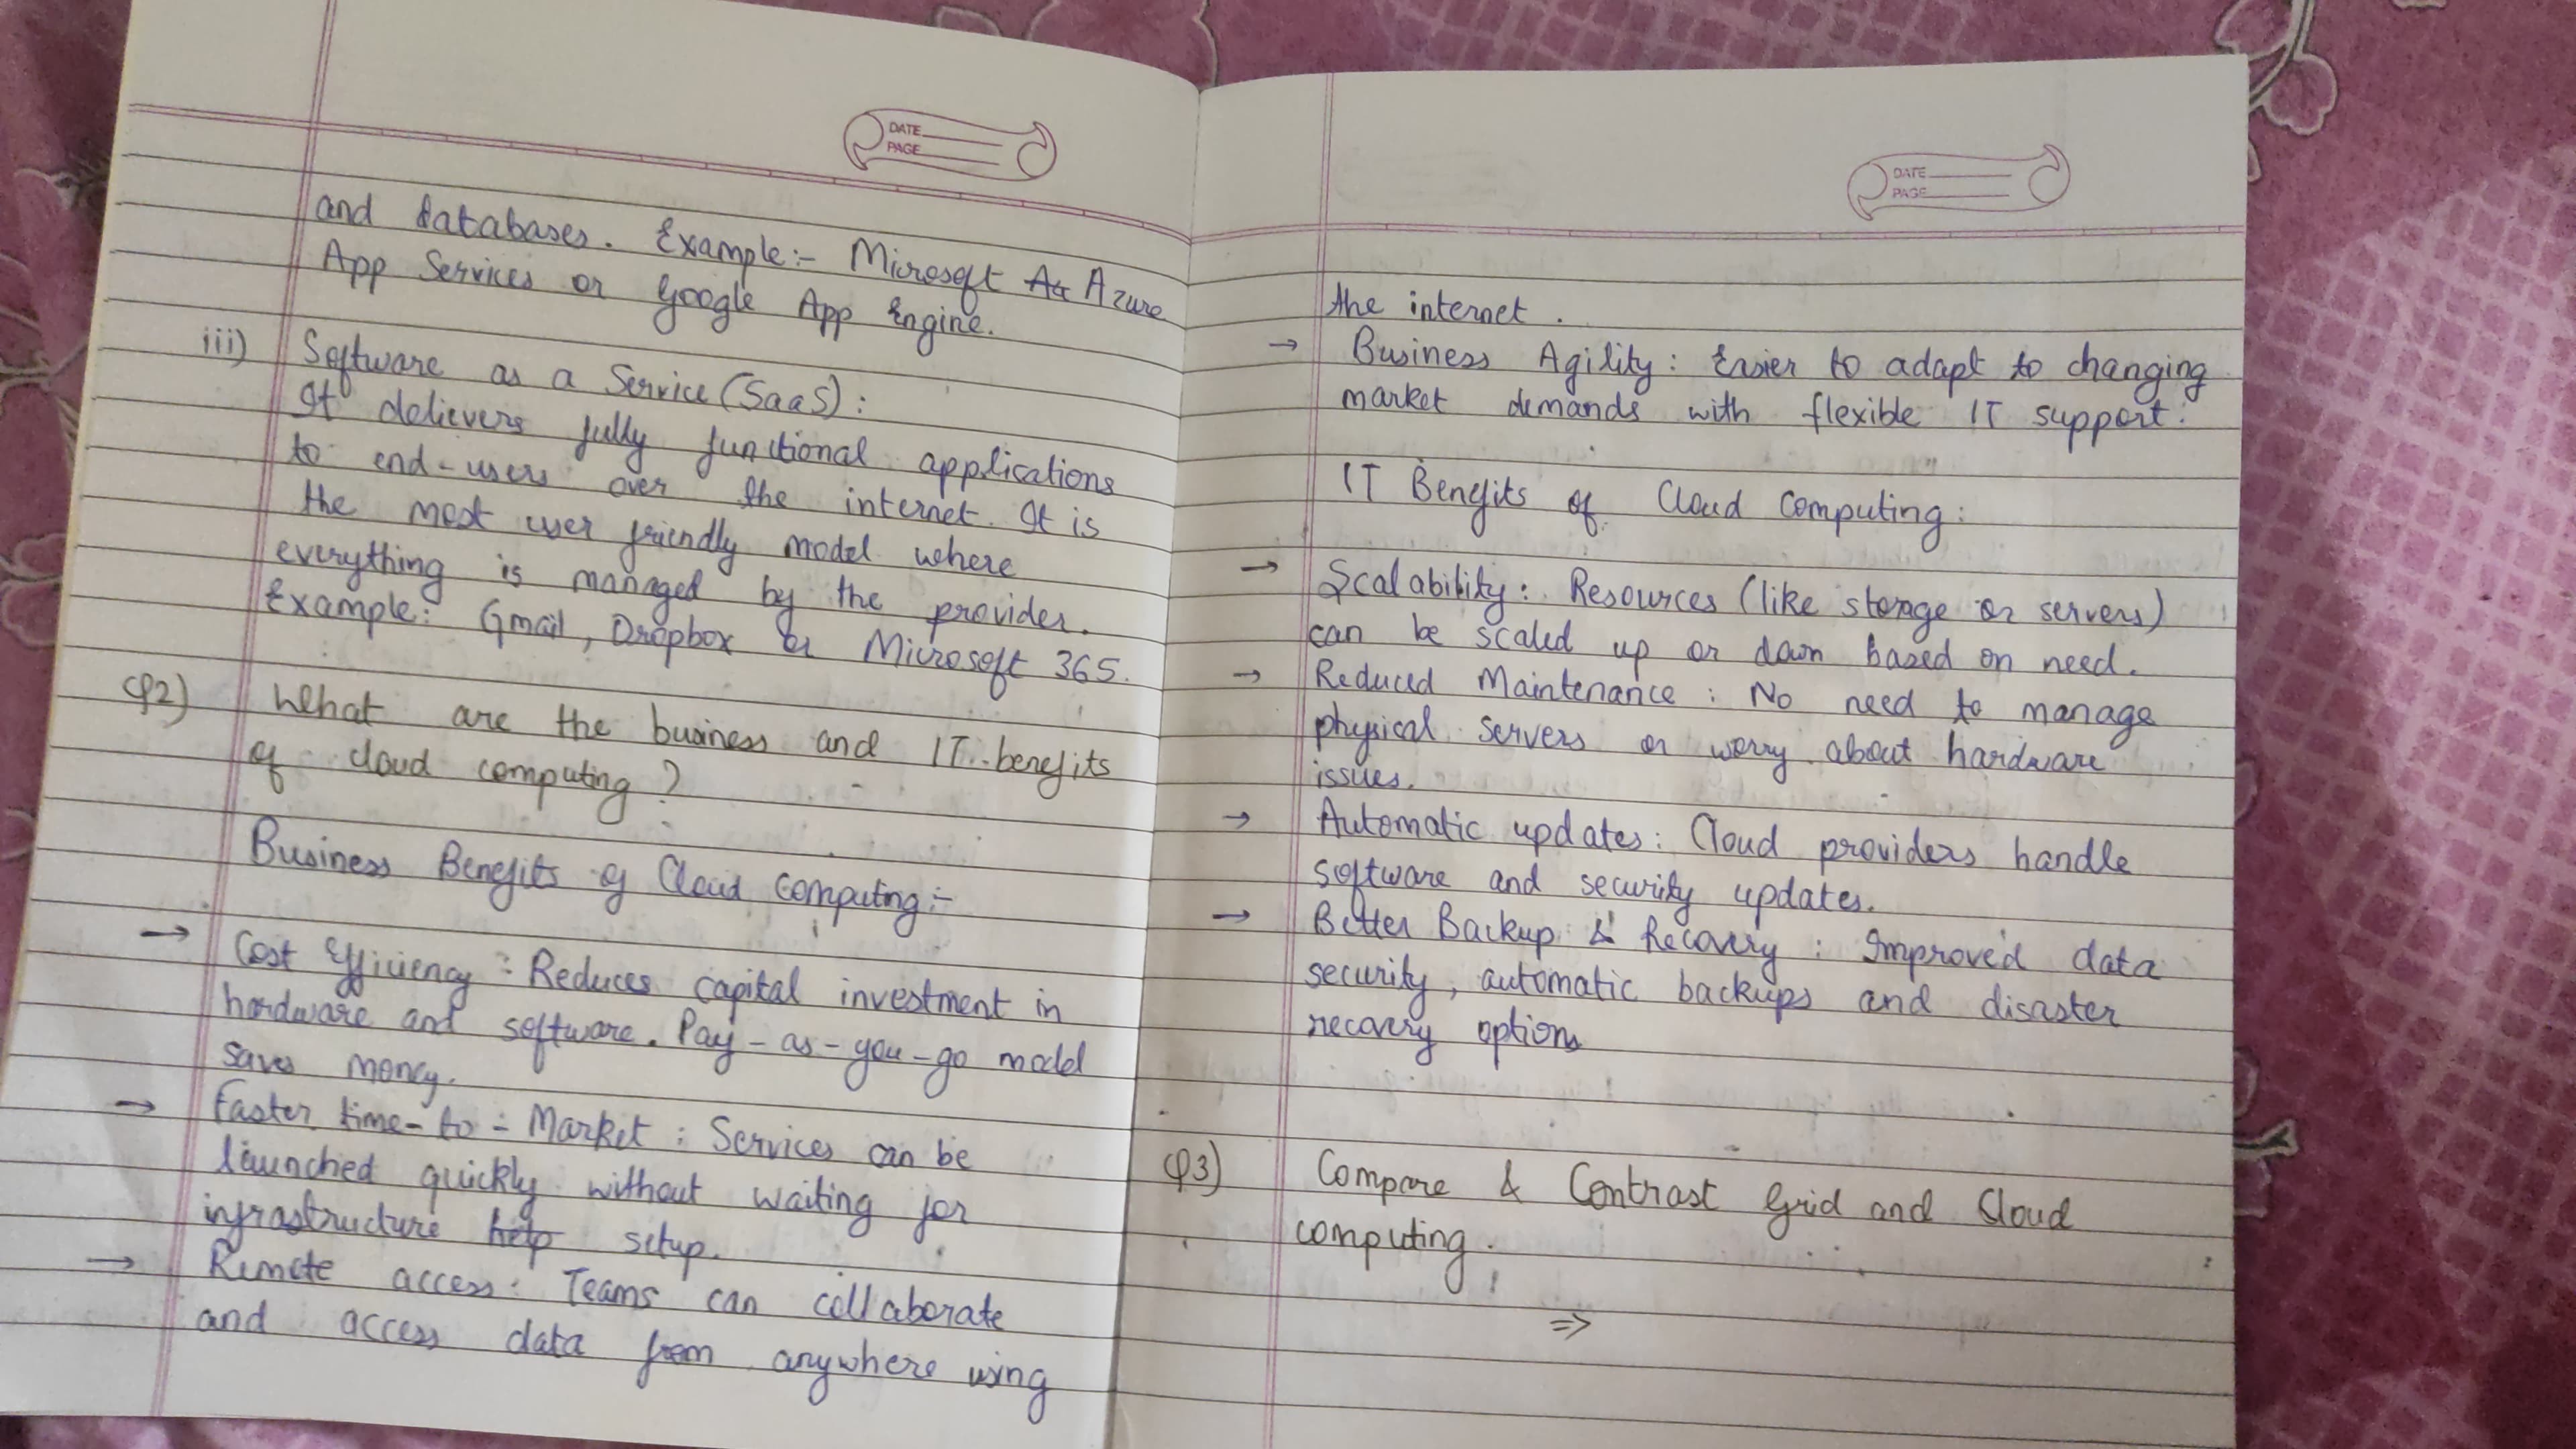 DATE
PAGE
and databases. Example:- Microsoft Az Azure
App Services or Google App Engine.
iii) Software as a Service (SaaS):
It delievers fully functional applications
to end-users over the internet. It is
the most user friendly model where
everything is managed by the provider.
Example: Gmail, Dropbox or Microsoft 365.
Q2) What are the business and IT benefits
of cloud computing?
Business Benefits of Cloud Computing:-
→ Cost Efficiency: Reduces capital investment in
hardware and software. Pay-as-you-go model
saves money.
→ Faster time-to-Market: Services can be
launched quickly without waiting for
infrastructure help setup.
→ Remote access: Teams can collaborate
and access data from anywhere using
DATE
PAGE
the internet.
→ Business Agility: Easier to adapt to changing
market demands with flexible IT support.
IT Benefits of Cloud Computing:
→ Scalability: Resources (like storage or servers)
can be scaled up or down based on need.
→ Reduced Maintenance: No need to manage
physical servers or worry about hardware
issues.
→ Automatic updates: Cloud providers handle
software and security updates.
→ Better Backup & Recovery: Improved data
security, automatic backups and disaster
recovery options
Q3) Compare & Contrast Grid and Cloud
computing.
⇒